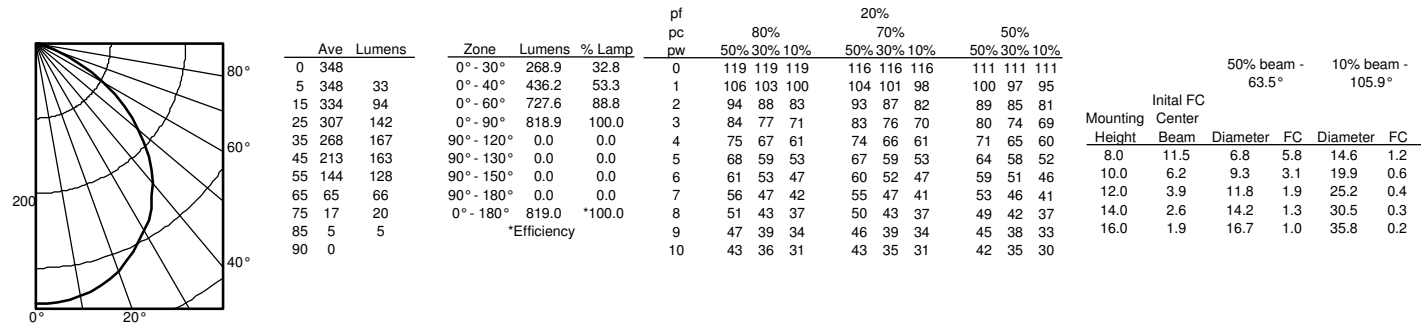 80°
60°
200
40°
0° 20°
Ave Lumens
0 348
5 348 33
15 334 94
25 307 142
35 268 167
45 213 163
55 144 128
65 65 66
75 17 20
85 5 5
90 0
Zone Lumens % Lamp
0° - 30° 268.9 32.8
0° - 40° 436.2 53.3
0° - 60° 727.6 88.8
0° - 90° 818.9 100.0
90° - 120° 0.0 0.0
90° - 130° 0.0 0.0
90° - 150° 0.0 0.0
90° - 180° 0.0 0.0
0° - 180° 819.0 *100.0
*Efficiency
pf 20%
pc 80% 70% 50%
pw 50% 30% 10% 50% 30% 10% 50% 30% 10%
0 119 119 119 116 116 116 111 111 111
1 106 103 100 104 101 98 100 97 95
2 94 88 83 93 87 82 89 85 81
3 84 77 71 83 76 70 80 74 69
4 75 67 61 74 66 61 71 65 60
5 68 59 53 67 59 53 64 58 52
6 61 53 47 60 52 47 59 51 46
7 56 47 42 55 47 41 53 46 41
8 51 43 37 50 43 37 49 42 37
9 47 39 34 46 39 34 45 38 33
10 43 36 31 43 35 31 42 35 30
50% beam - 10% beam -
63.5° 105.9°
Inital FC
Mounting Center
Height Beam Diameter FC Diameter FC
8.0 11.5 6.8 5.8 14.6 1.2
10.0 6.2 9.3 3.1 19.9 0.6
12.0 3.9 11.8 1.9 25.2 0.4
14.0 2.6 14.2 1.3 30.5 0.3
16.0 1.9 16.7 1.0 35.8 0.2